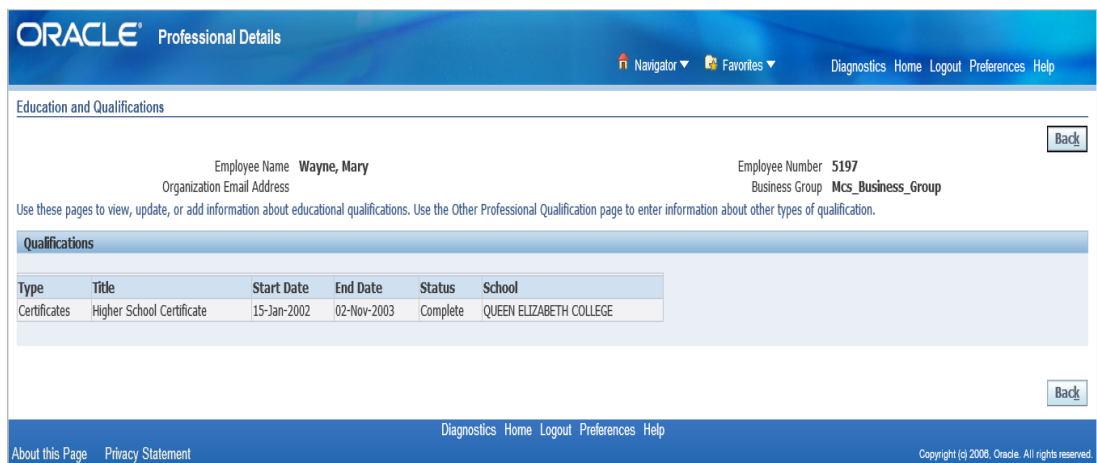 ORACLE® Professional Details
Navigator Favorites Diagnostics Home Logout Preferences Help
Education and Qualifications
Back
Employee Name Wayne, Mary Employee Number 5197
Organization Email Address Business Group Mcs_Business_Group
Use these pages to view, update, or add information about educational qualifications. Use the Other Professional Qualification page to enter information about other types of qualification.
Qualifications
Type Title Start Date End Date Status School
Certificates Higher School Certificate 15-Jan-2002 02-Nov-2003 Complete QUEEN ELIZABETH COLLEGE
Back
Diagnostics Home Logout Preferences Help
About this Page Privacy Statement Copyright (c) 2006, Oracle. All rights reserved.